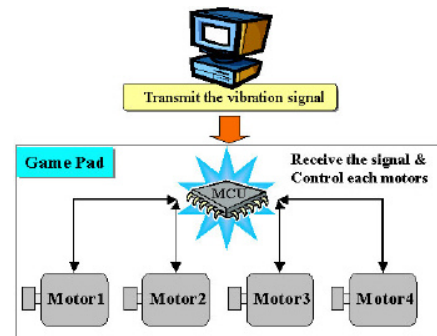 Transmit the vibration signal
Game Pad
Receive the signal &
Control each motors
MCU
Motor1
Motor2
Motor3
Motor4